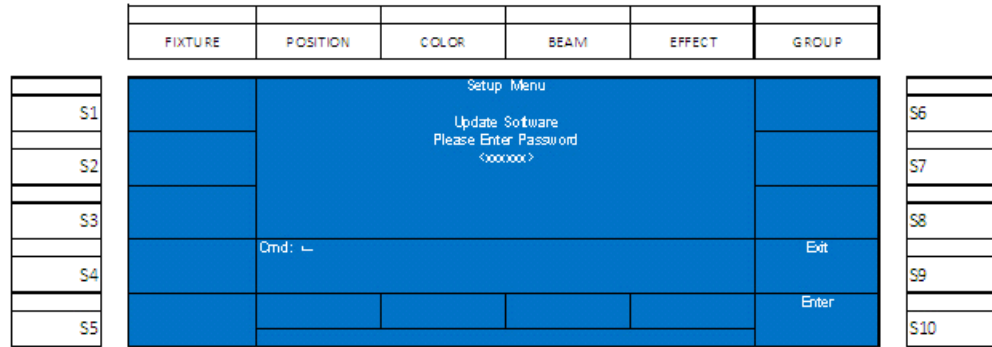 FIXTURE POSITION COLOR BEAM EFFECT GROUP
Setup Menu
S1 S6
Update Software
Please Enter Password
<xxxxxx>
S2 S7
S3 S8
Cmd: Exit
S4 S9
Enter
S5 S10